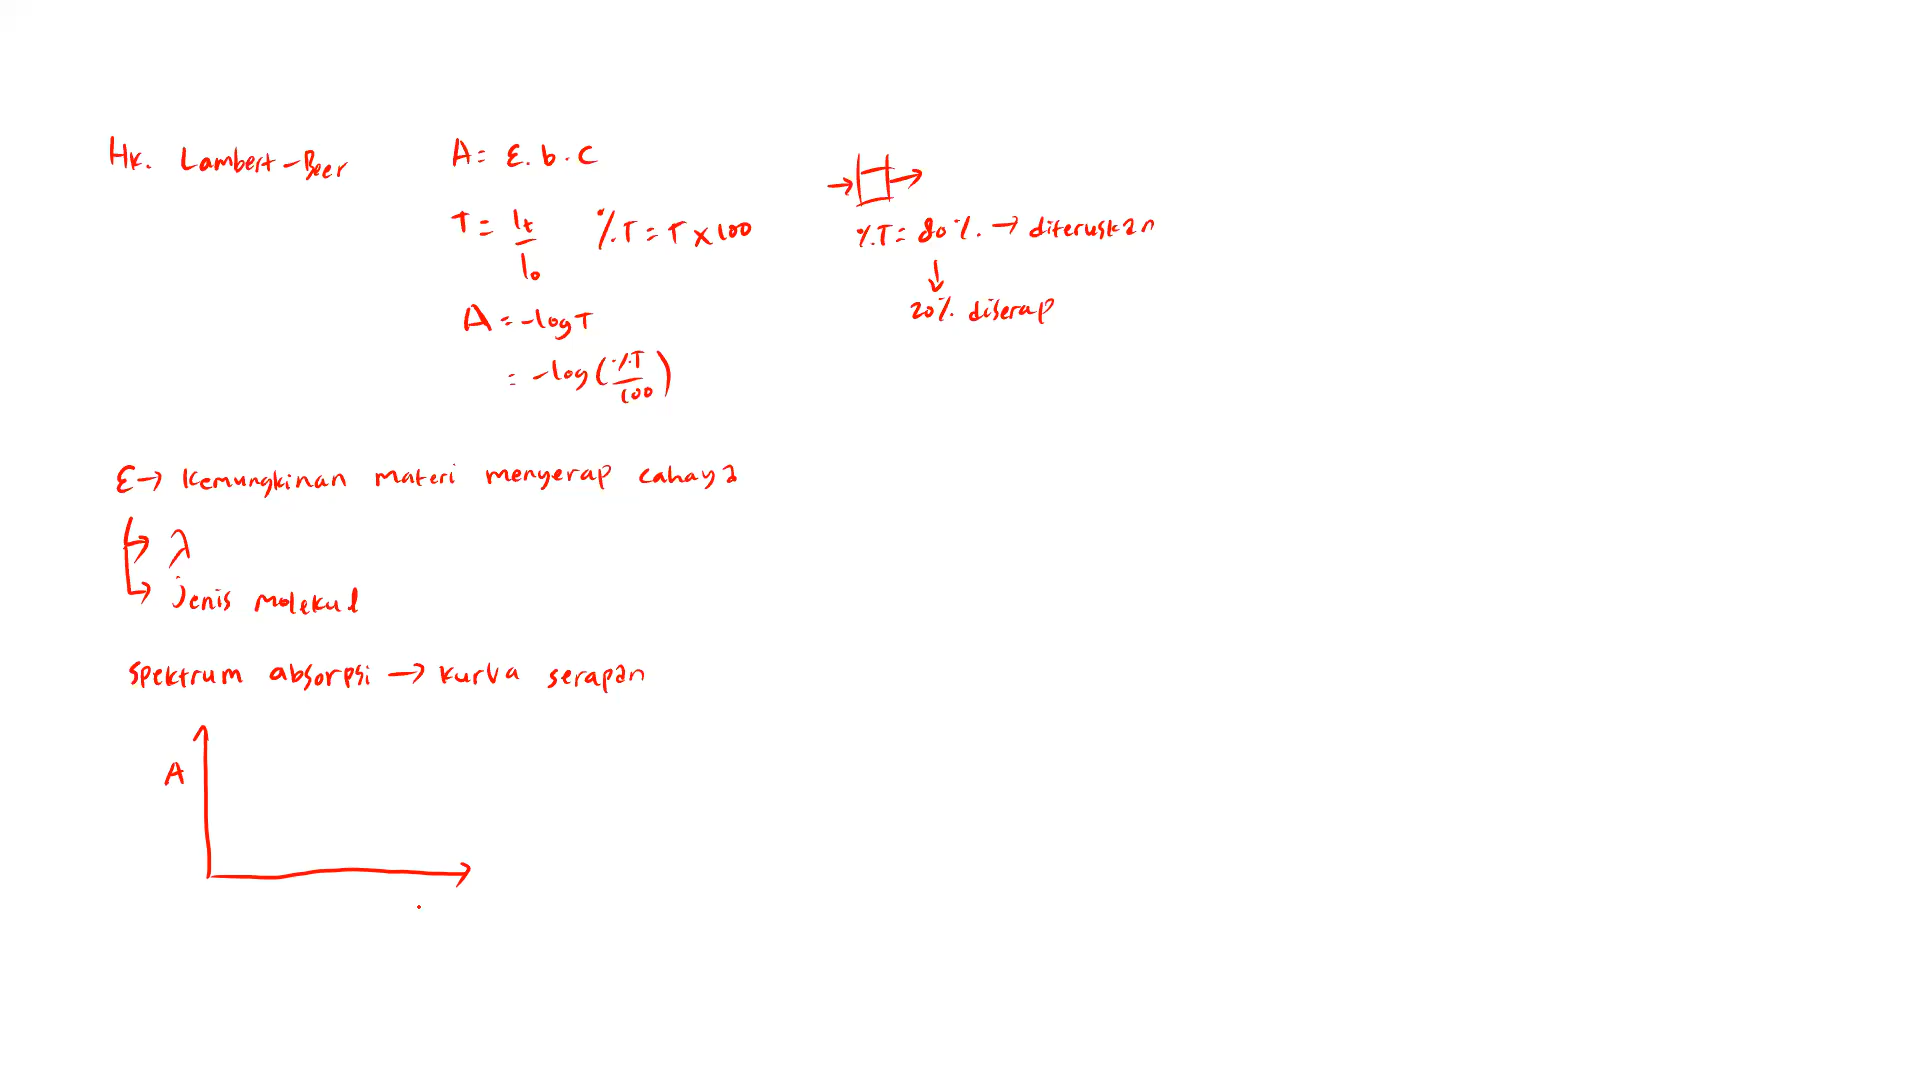 Hk. Lambert-Beer
A = ε. b . C
T = It / Io
%T = T x 100
A = -log T
= -log (%T / 100)
%T = 80%. → diteruskan
↓
20% diserap
ε → kemungkinan materi menyerap cahaya
→ λ
→ jenis molekul
Spektrum absorpsi → kurva serapan
A